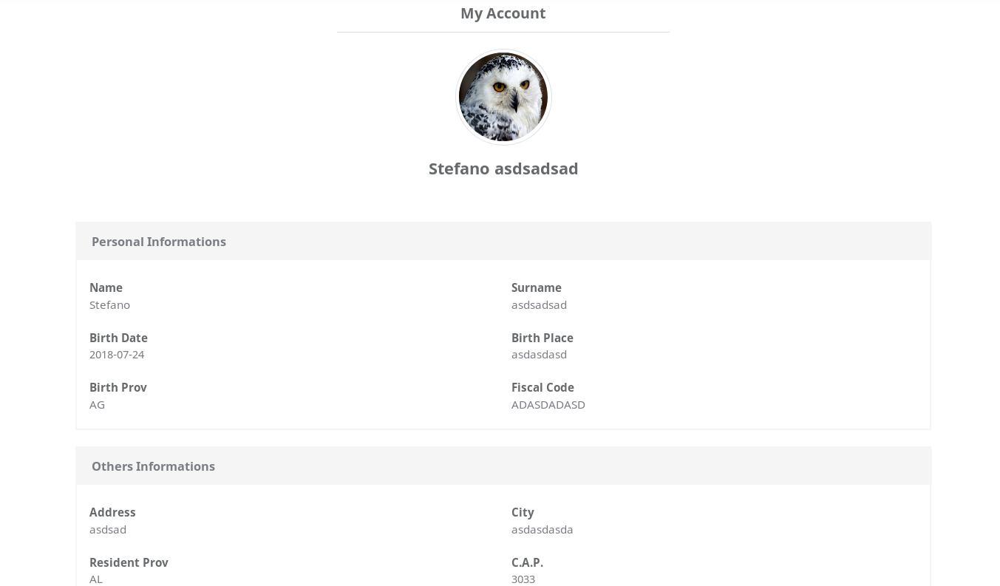 My Account
Stefano asdsadsad
Personal Informations
Name
Surname
Stefano
asdsadsad
Birth Date
Birth Place
2018-07-24
asdasdasd
Birth Prov
Fiscal Code
AG
ADASDADASD
Others Informations
Address
City
asdsad
asdasdasda
Resident Prov
C.A.P.
AL
3033